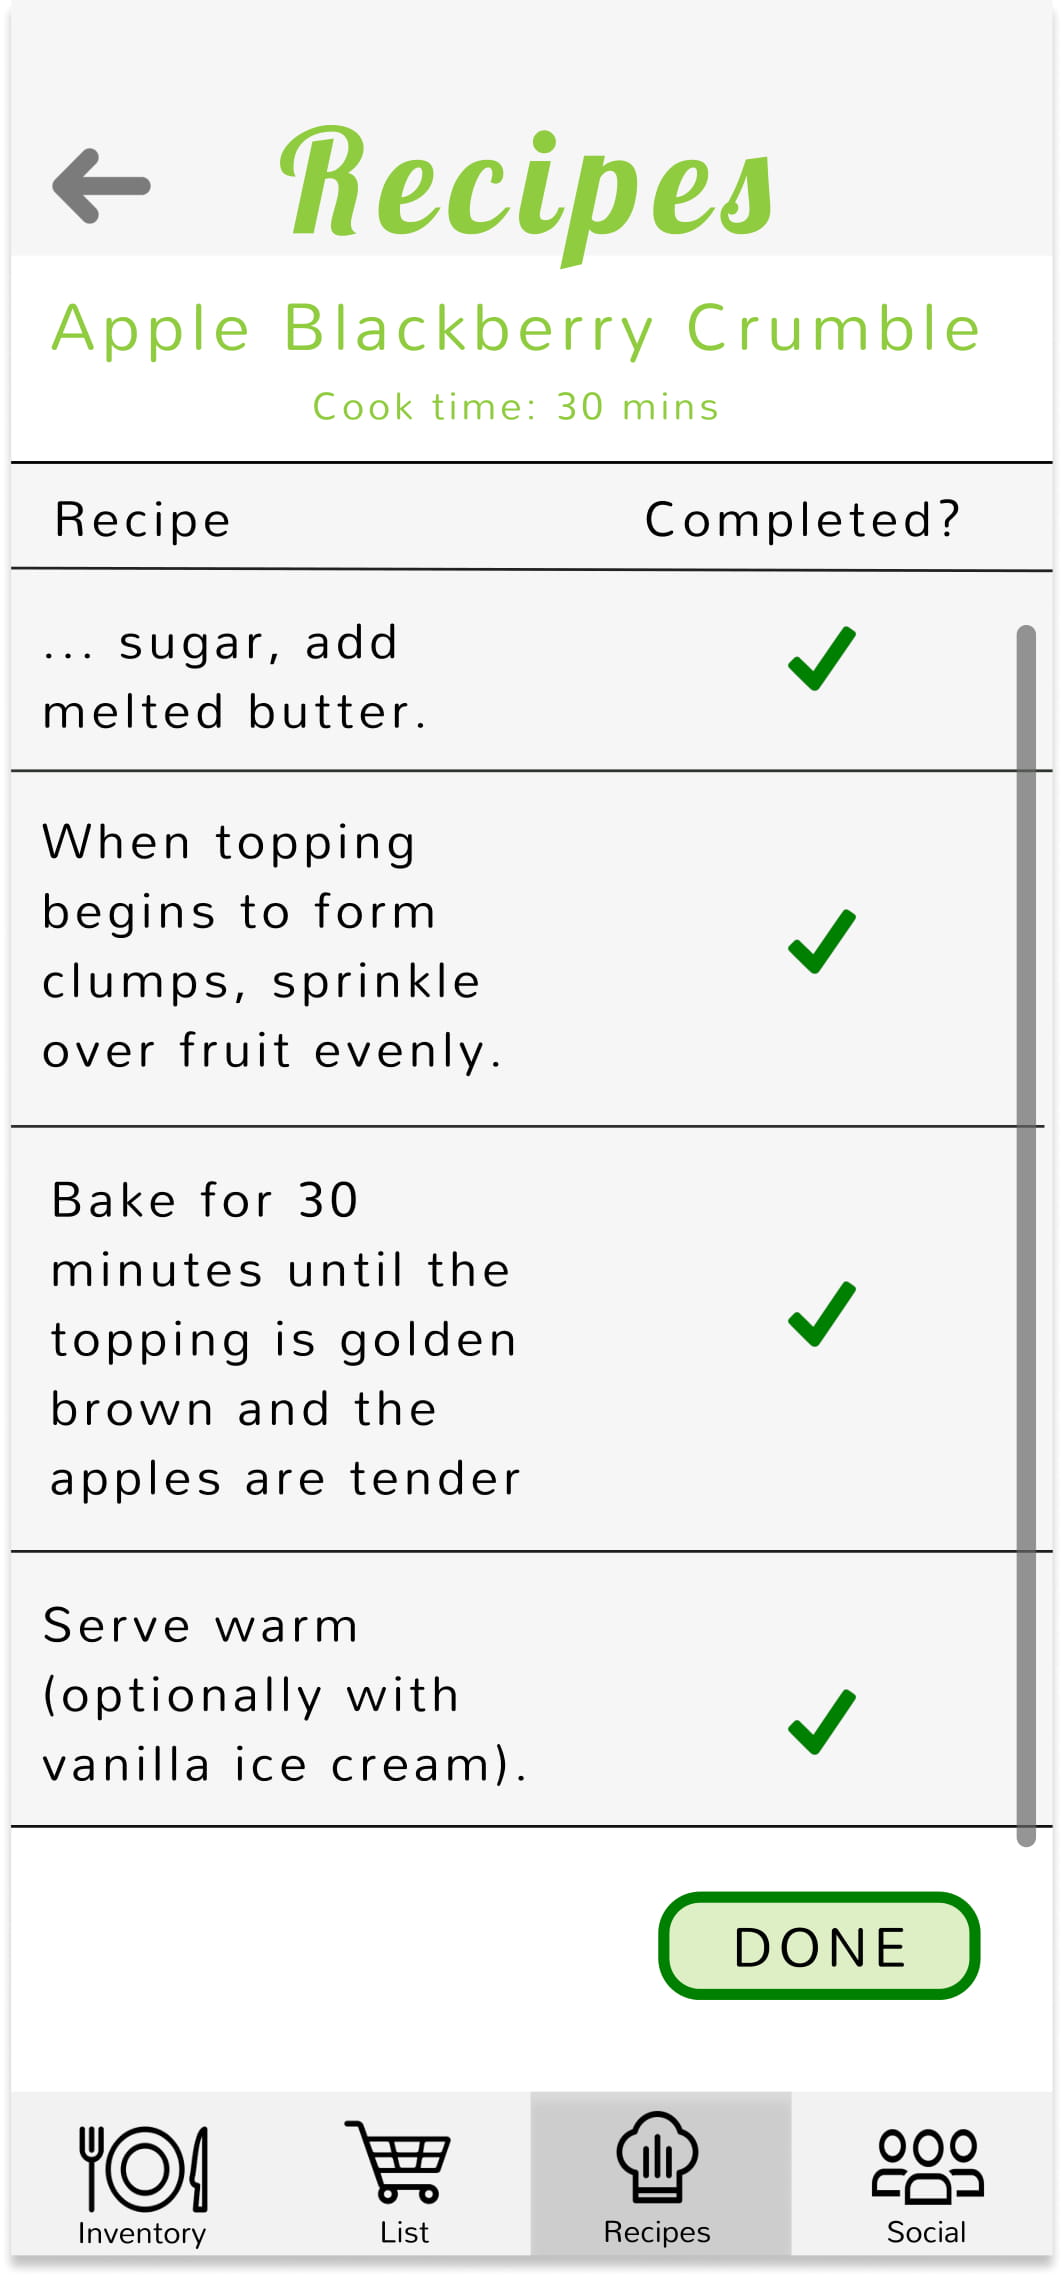 Recipes
Apple Blackberry Crumble
Cook time: 30 mins
Recipe Completed?
... sugar, add
melted butter.
When topping
begins to form
clumps, sprinkle
over fruit evenly.
Bake for 30
minutes until the
topping is golden
brown and the
apples are tender
Serve warm
(optionally with
vanilla ice cream).
DONE
Inventory List Recipes Social